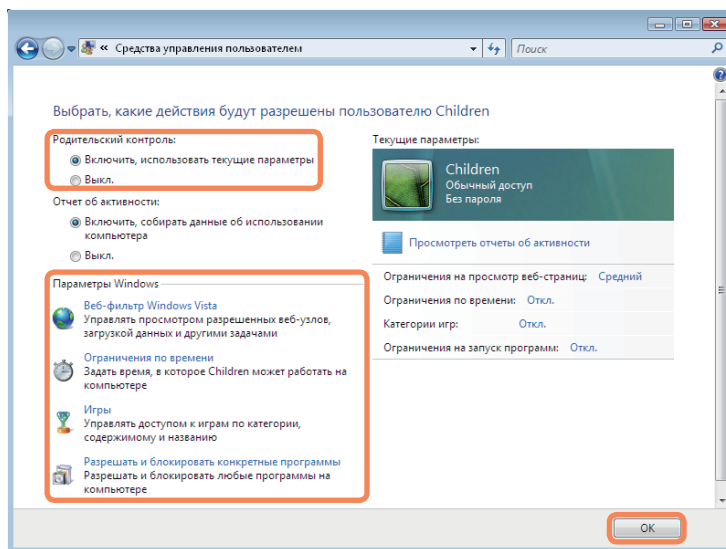 « Средства управления пользователем
Поиск
Выбрать, какие действия будут разрешены пользователю Children
Родительский контроль:
Включить, использовать текущие параметры
Выкл.
Отчет об активности:
Включить, собирать данные об использовании
компьютера
Выкл.
Параметры Windows
Веб-фильтр Windows Vista
Управлять просмотром разрешенных веб-узлов,
загрузкой данных и другими задачами
Ограничения по времени
Задать время, в которое Children может работать на
компьютере
Игры
Управлять доступом к играм по категории,
содержимому и названию
Разрешать и блокировать конкретные программы
Разрешать и блокировать любые программы на
компьютере
Текущие параметры:
Children
Обычный доступ
Без пароля
Просмотреть отчеты об активности
Ограничения на просмотр веб-страниц: Средний
Ограничения по времени: Откл.
Категории игр: Откл.
Ограничения на запуск программ: Откл.
OK